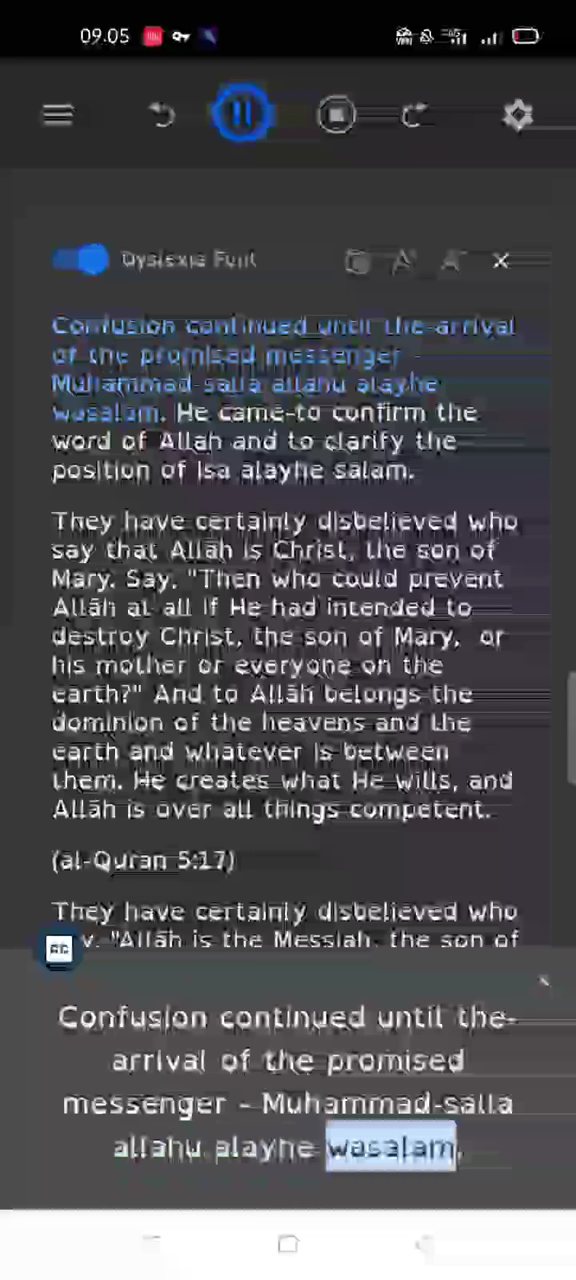 09.05
Dyslexia Font
Confusion continued until the arrival
of the promised messenger -
Muhammad salla allahu alayhe
wasalam. He came to confirm the
word of Allah and to clarify the
position of Isa alayhe salam.
They have certainly disbelieved who
say that Allāh is Christ, the son of
Mary. Say, "Then who could prevent
Allāh at all if He had intended to
destroy Christ, the son of Mary, or
his mother or everyone on the
earth?" And to Allāh belongs the
dominion of the heavens and the
earth and whatever is between
them. He creates what He wills, and
Allāh is over all things competent.
(al-Quran 5:17)
They have certainly disbelieved who
y, "Allāh is the Messiah, the son of
Confusion continued until the
arrival of the promised
messenger - Muhammad salla
allahu alayhe wasalam.